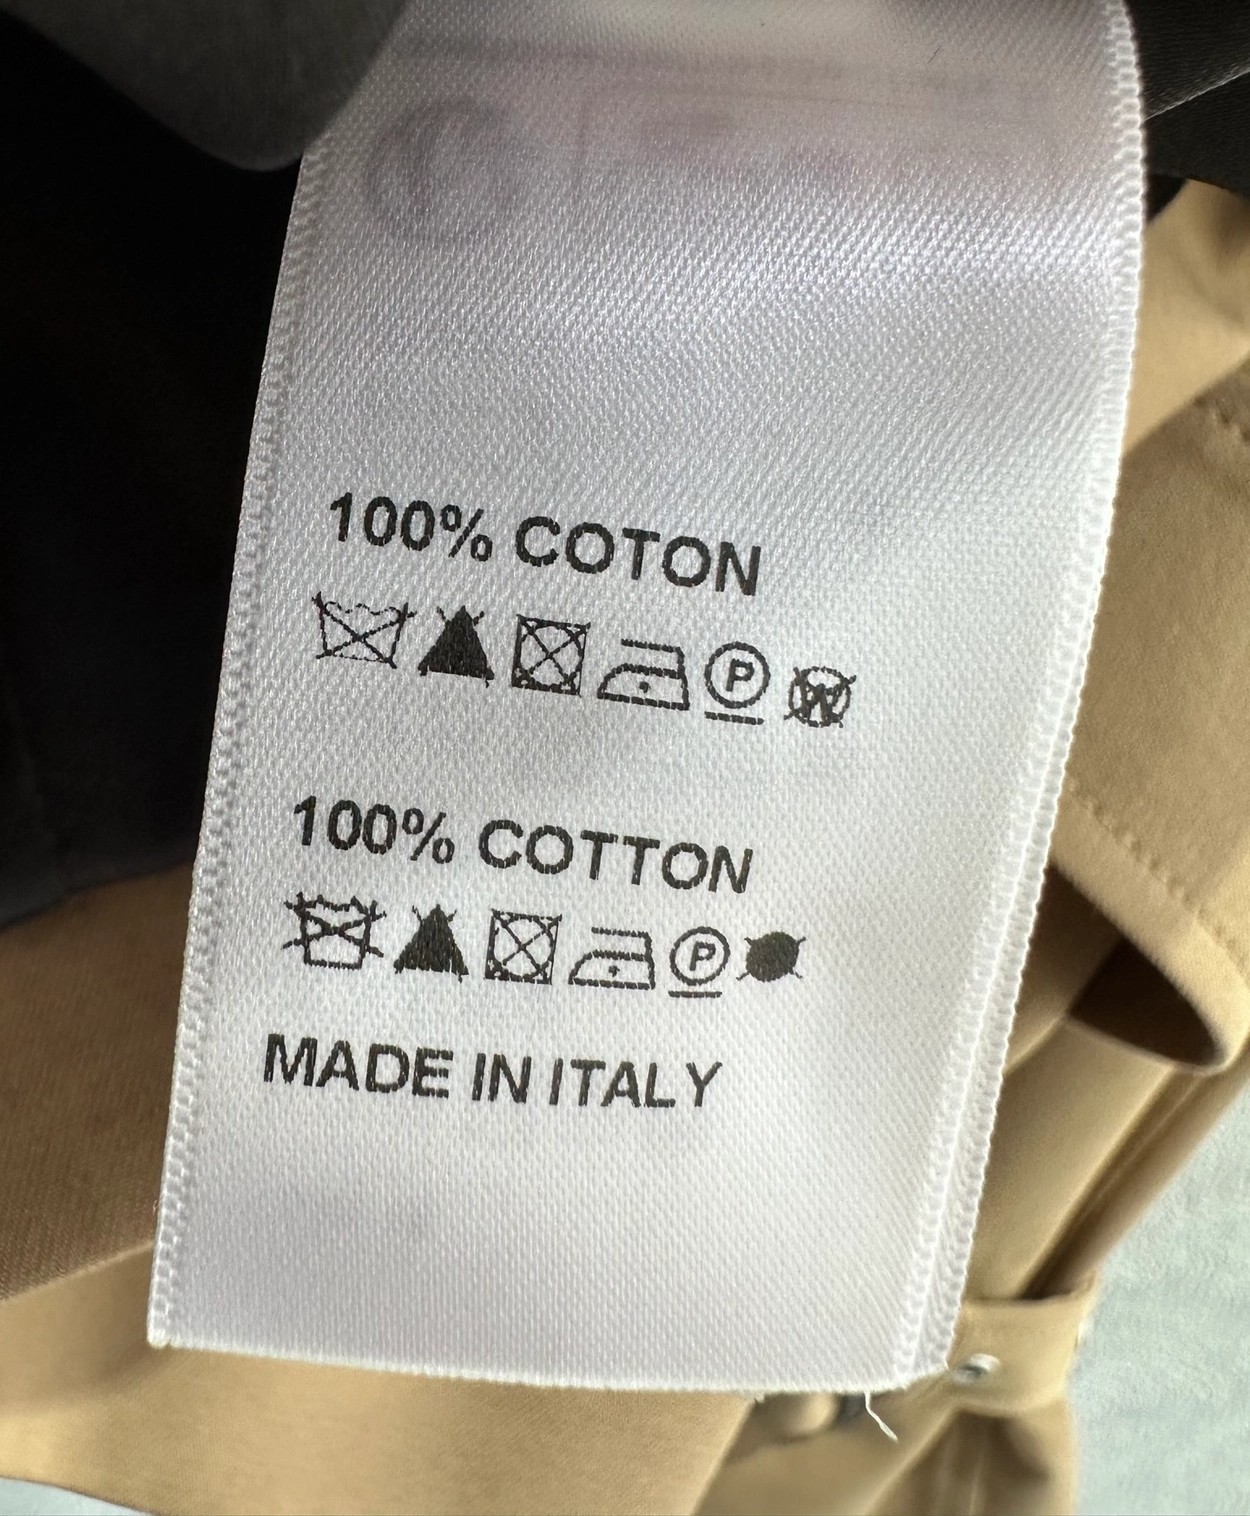 100% COTON
P W
100% COTTON
P
MADE IN ITALY